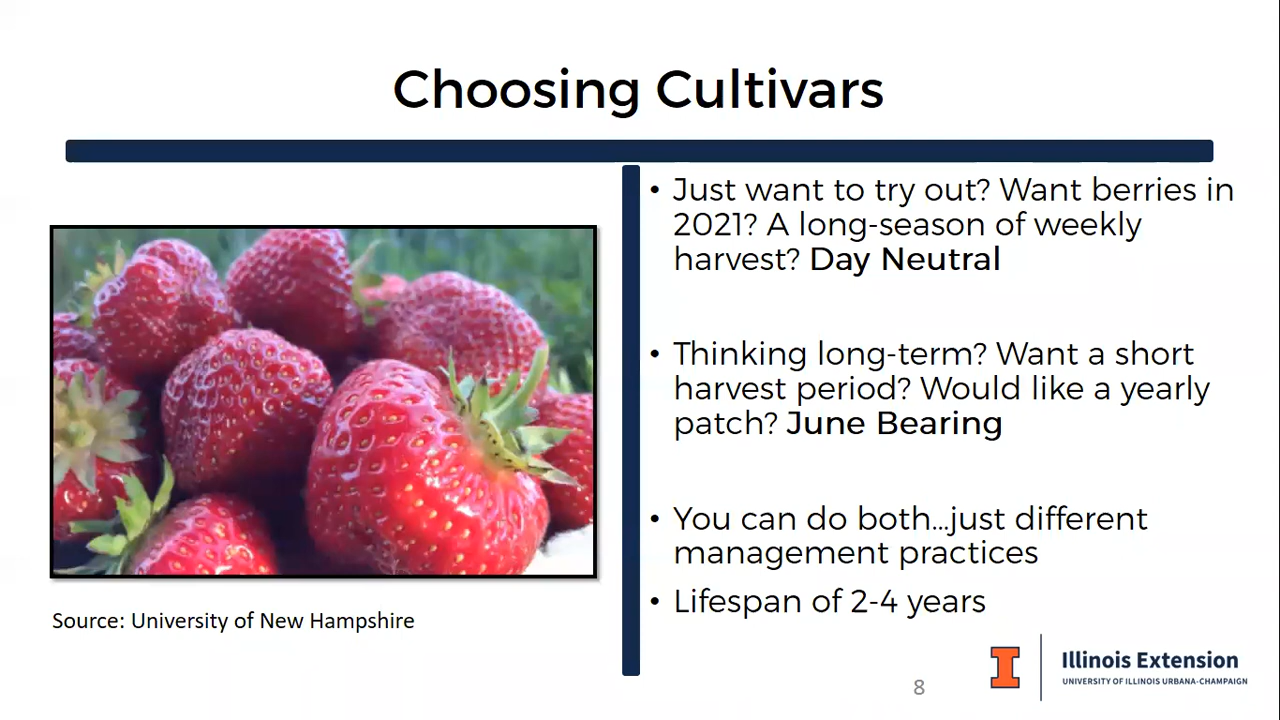 Choosing Cultivars
• Just want to try out? Want berries in
2021? A long-season of weekly
harvest? Day Neutral
• Thinking long-term? Want a short
harvest period? Would like a yearly
patch? June Bearing
• You can do both...just different
management practices
• Lifespan of 2-4 years
Source: University of New Hampshire
8
I
Illinois Extension
UNIVERSITY OF ILLINOIS URBANA-CHAMPAIGN